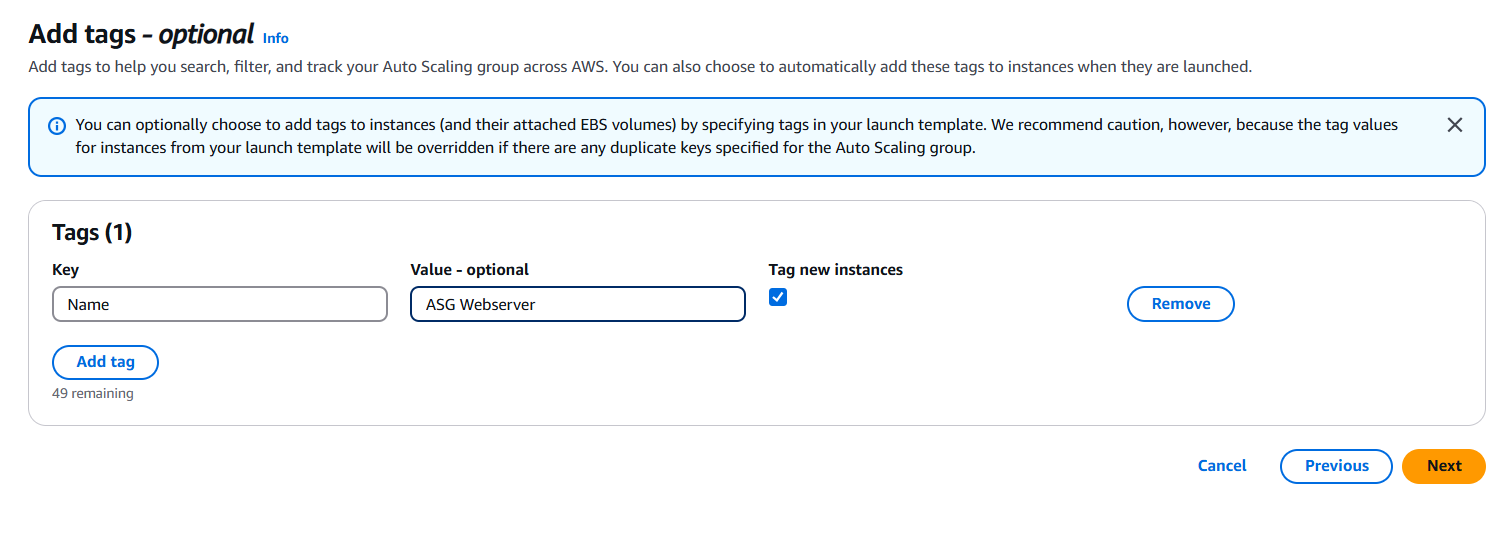 Add tags - optional Info
Add tags to help you search, filter, and track your Auto Scaling group across AWS. You can also choose to automatically add these tags to instances when they are launched.
You can optionally choose to add tags to instances (and their attached EBS volumes) by specifying tags in your launch template. We recommend caution, however, because the tag values
for instances from your launch template will be overridden if there are any duplicate keys specified for the Auto Scaling group.
Tags (1)
Key Value - optional Tag new instances
Name ASG Webserver Remove
Add tag
49 remaining
Cancel Previous Next